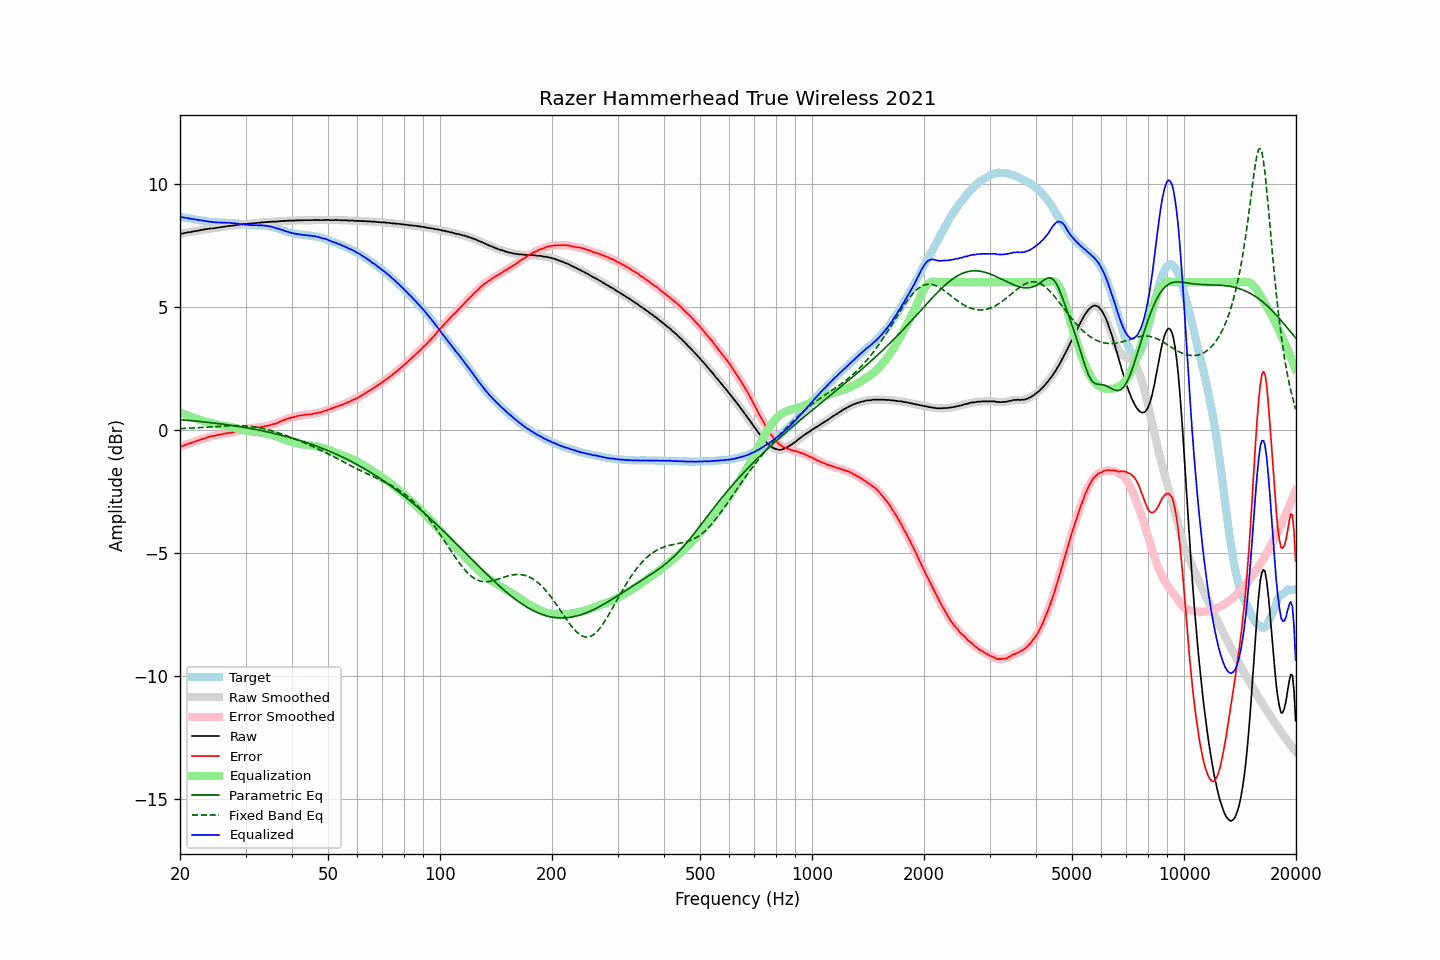 Razer Hammerhead True Wireless 2021
Amplitude (dBr)
10
5
0
−5
−10
−15
Target
Raw Smoothed
Error Smoothed
Raw
Error
Equalization
Parametric Eq
Fixed Band Eq
Equalized
20 50 100 200 500 1000 2000 5000 10000 20000
Frequency (Hz)